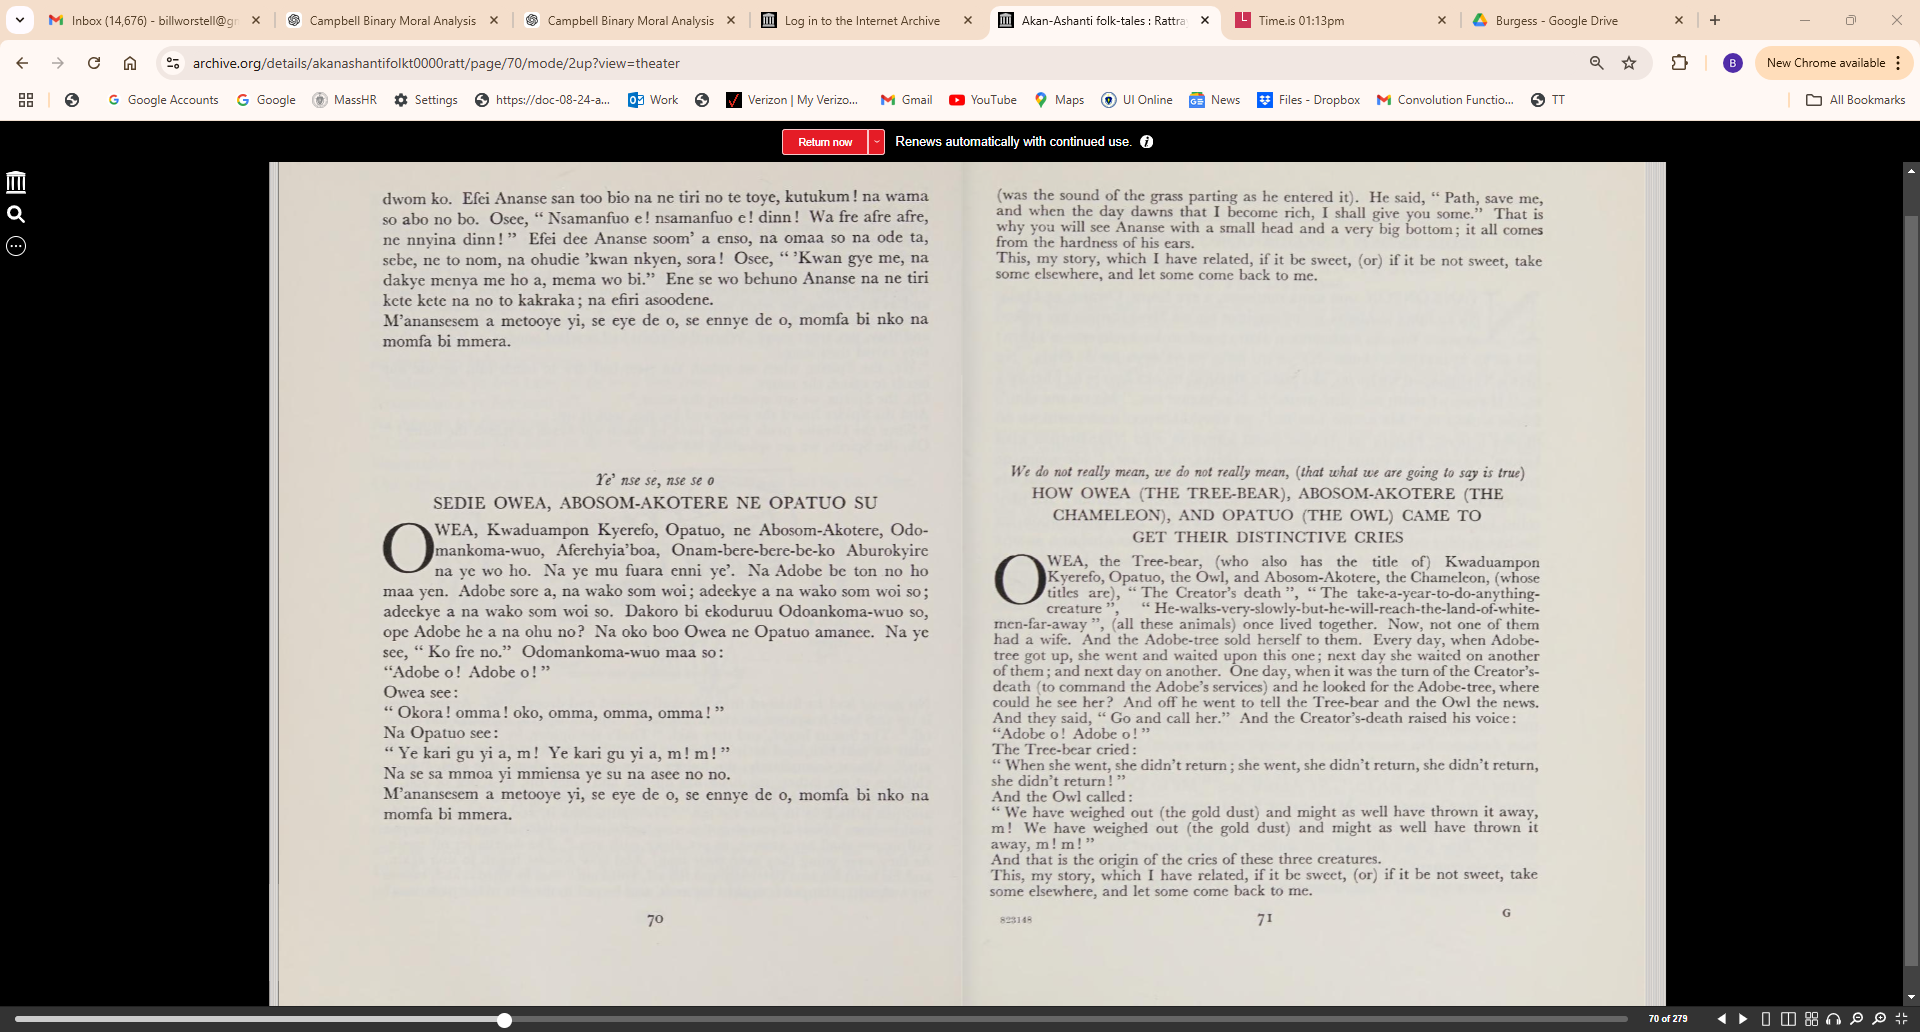 Inbox (14,676) - billworstell@gr
Campbell Binary Moral Analysis
Campbell Binary Moral Analysis
Log in to the Internet Archive
Akan-Ashanti folk-tales : Rattra
Time.is 01:13pm
Burgess - Google Drive
archive.org/details/akanashantifolkt0000ratt/page/70/mode/2up?view=theater
B
New Chrome available
Google Accounts
Google
MassHR
Settings
https://doc-08-24-a...
Work
Verizon | My Verizo...
Gmail
YouTube
Maps
UI Online
News
Files - Dropbox
Convolution Functio...
TT
All Bookmarks
Return now
Renews automatically with continued use.
dwom ko. Efei Ananse san too bio na ne tiri no te toye, kutukum! na wama
so abo no bo. Osee, “ Nsamanfuo e! nsamanfuo e! dinn! Wa fre afre afre,
ne nnyina dinn! ” Efei dee Ananse soom’ a enso, na omaa so na ode ta,
sebe, ne to nom, na ohudie ’kwan nkyen, sora! Osee, “ ’Kwan gye me, na
dakye menya me ho a, mema wo bi.” Ene se wo behuno Ananse na ne tiri
kete kete na no to kakraka; na efiri asoodene.
M’anansesem a metooye yi, se eye de o, se ennye de o, momfa bi nko na
momfa bi mmera.
Ye’ nse se, nse se o
SEDIE OWEA, ABOSOM-AKOTERE NE OPATUO SU
OWEA, Kwaduampon Kyerefo, Opatuo, ne Abosom-Akotere, Odo-
mankoma-wuo, Aferehyia’boa, Onam-bere-bere-be-ko Aburokyire
na ye wo ho. Na ye mu fuara enni ye’. Na Adobe be ton no ho
maa yen. Adobe sore a, na wako som woi; adeekye a na wako som woi so;
adeekye a na wako som woi so. Dakoro bi ekoduruu Odoankoma-wuo so,
ope Adobe he a na ohu no? Na oko boo Owea ne Opatuo amanee. Na ye
see, “ Ko fre no.” Odomankoma-wuo maa so:
“Adobe o! Adobe o!”
Owea see:
“ Okora! omma! oko, omma, omma, omma! ”
Na Opatuo see:
“ Ye kari gu yi a, m! Ye kari gu yi a, m! m! ”
Na se sa mmoa yi mmiensa ye su na asee no no.
M’anansesem a metooye yi, se eye de o, se ennye de o, momfa bi nko na
momfa bi mmera.
70
(was the sound of the grass parting as he entered it). He said, “ Path, save me,
and when the day dawns that I become rich, I shall give you some.” That is
why you will see Ananse with a small head and a very big bottom; it all comes
from the hardness of his ears.
This, my story, which I have related, if it be sweet, (or) if it be not sweet, take
some elsewhere, and let some come back to me.
We do not really mean, we do not really mean, (that what we are going to say is true)
HOW OWEA (THE TREE-BEAR), ABOSOM-AKOTERE (THE
CHAMELEON), AND OPATUO (THE OWL) CAME TO
GET THEIR DISTINCTIVE CRIES
OWEA, the Tree-bear, (who also has the title of) Kwaduampon
Kyerefo, Opatuo, the Owl, and Abosom-Akotere, the Chameleon, (whose
titles are), “ The Creator’s death ”, “ The take-a-year-to-do-anything-
creature ”, “ He-walks-very-slowly-but-he-will-reach-the-land-of-white-
men-far-away ”, (all these animals) once lived together. Now, not one of them
had a wife. And the Adobe-tree sold herself to them. Every day, when Adobe-
tree got up, she went and waited upon this one; next day she waited on another
of them; and next day on another. One day, when it was the turn of the Creator’s-
death (to command the Adobe’s services) and he looked for the Adobe-tree, where
could he see her? And off he went to tell the Tree-bear and the Owl the news.
And they said, “ Go and call her.” And the Creator’s-death raised his voice:
“Adobe o! Adobe o!”
The Tree-bear cried:
“ When she went, she didn’t return; she went, she didn’t return, she didn’t return,
she didn’t return! ”
And the Owl called:
“ We have weighed out (the gold dust) and might as well have thrown it away,
m! We have weighed out (the gold dust) and might as well have thrown it
away, m! m! ”
And that is the origin of the cries of these three creatures.
This, my story, which I have related, if it be sweet, (or) if it be not sweet, take
some elsewhere, and let some come back to me.
823148
71
G
70 of 279